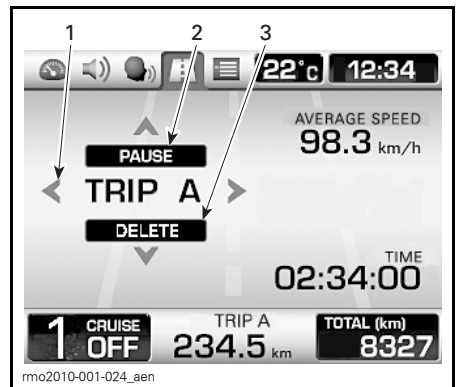 1 2 3
22°c 12:34
AVERAGE SPEED
98.3 km/h
PAUSE
TRIP A
DELETE
TIME
02:34:00
1 CRUISE OFF
TRIP A
234.5 km
TOTAL (km)
8327
rmo2010-001-024_aen